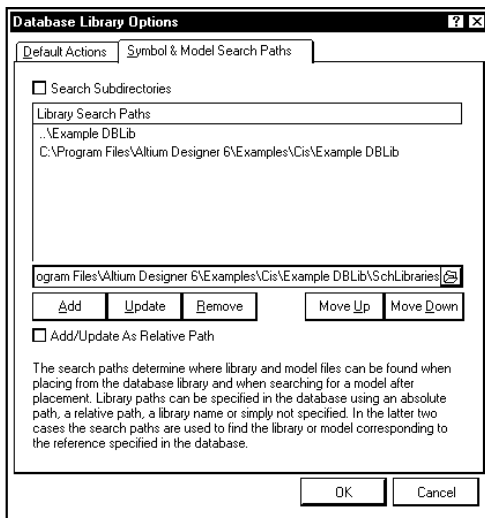 Database Library Options
Default Actions Symbol & Model Search Paths
Search Subdirectories
Library Search Paths
..\Example DBLib
C:\Program Files\Altium Designer 6\Examples\Cis\Example DBLib
ogram Files\Altium Designer 6\Examples\Cis\Example DBLib\SchLibraries
Add Update Remove Move Up Move Down
Add/Update As Relative Path
The search paths determine where library and model files can be found when
placing from the database library and when searching for a model after
placement. Library paths can be specified in the database using an absolute
path, a relative path, a library name or simply not specified. In the latter two
cases the search paths are used to find the library or model corresponding to
the reference specified in the database.
OK Cancel